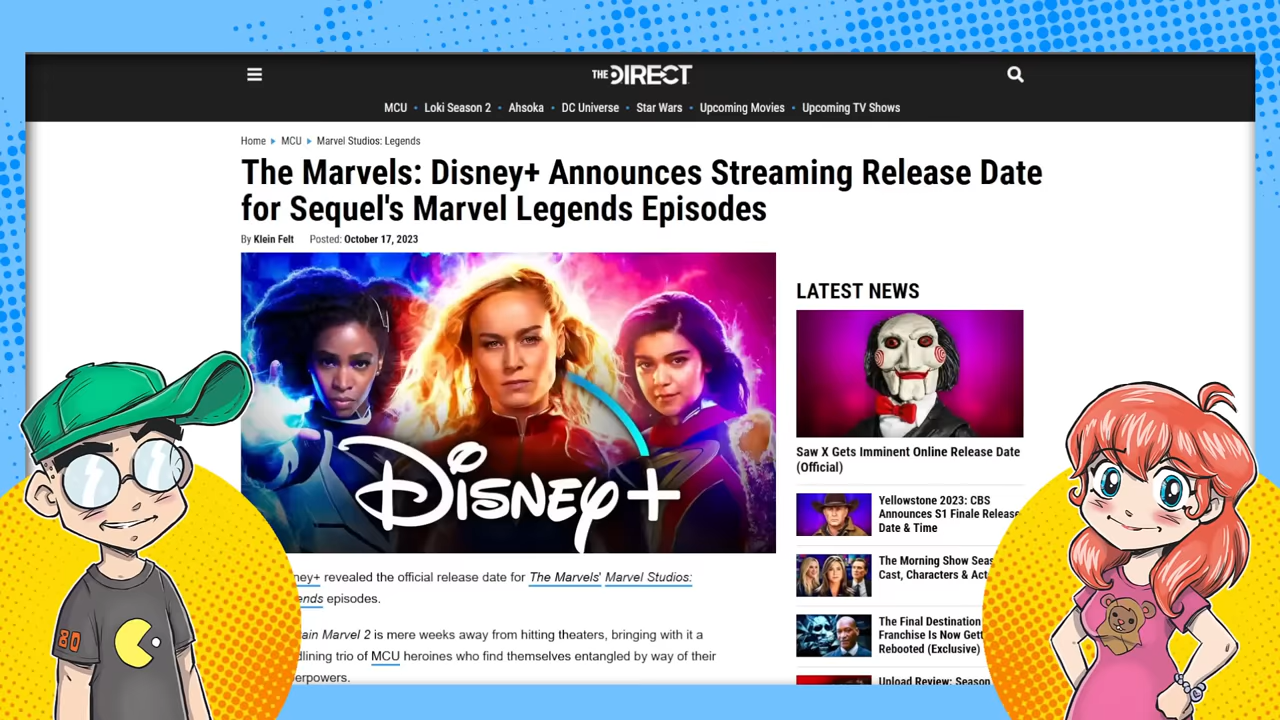 THE DIRECT
MCU • Loki Season 2 • Ahsoka • DC Universe • Star Wars • Upcoming Movies • Upcoming TV Shows
Home ▸ MCU ▸ Marvel Studios: Legends
The Marvels: Disney+ Announces Streaming Release Date
for Sequel's Marvel Legends Episodes
By Klein Felt Posted: October 17, 2023
DISNEY+
ney+ revealed the official release date for The Marvels' Marvel Studios:
ends episodes.
ain Marvel 2 is mere weeks away from hitting theaters, bringing with it a
dlining trio of MCU heroines who find themselves entangled by way of their
erpowers.
LATEST NEWS
Saw X Gets Imminent Online Release Date
(Official)
Yellowstone 2023: CBS
Announces S1 Finale Release
Date & Time
The Morning Show Seas
Cast, Characters & Act
The Final Destination
Franchise Is Now Gett
Rebooted (Exclusive)
Upload Review: Season
80